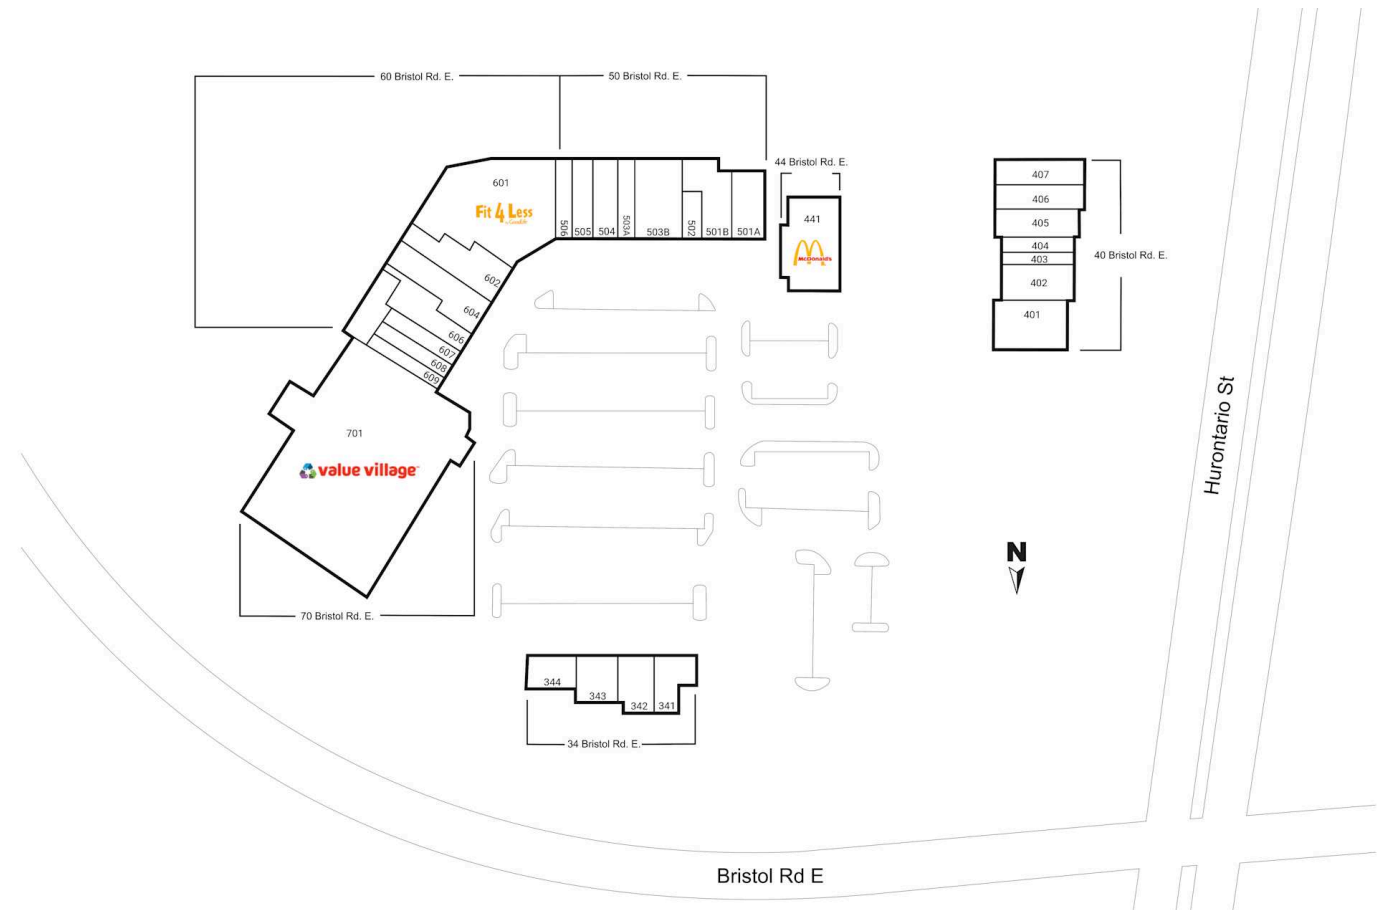 60 Bristol Rd. E.
50 Bristol Rd. E.
44 Bristol Rd. E.
601
Fit 4 Less
506
505
504
503A
503B
502
501B
501A
441
McDonald's
407
406
405
404
403
402
401
40 Bristol Rd. E.
602
604
606
607
608
609
701
value village
70 Bristol Rd. E.
Hurontario St
N
344
343
342
341
34 Bristol Rd. E.
Bristol Rd E